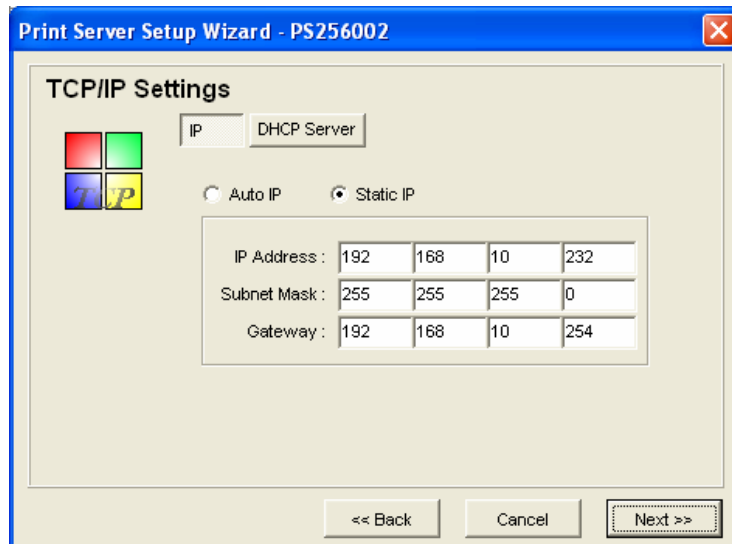 Print Server Setup Wizard - PS256002
TCP/IP Settings
IP DHCP Server
TCP
Auto IP Static IP
IP Address : 192 168 10 232
Subnet Mask : 255 255 255 0
Gateway : 192 168 10 254
<< Back Cancel Next >>